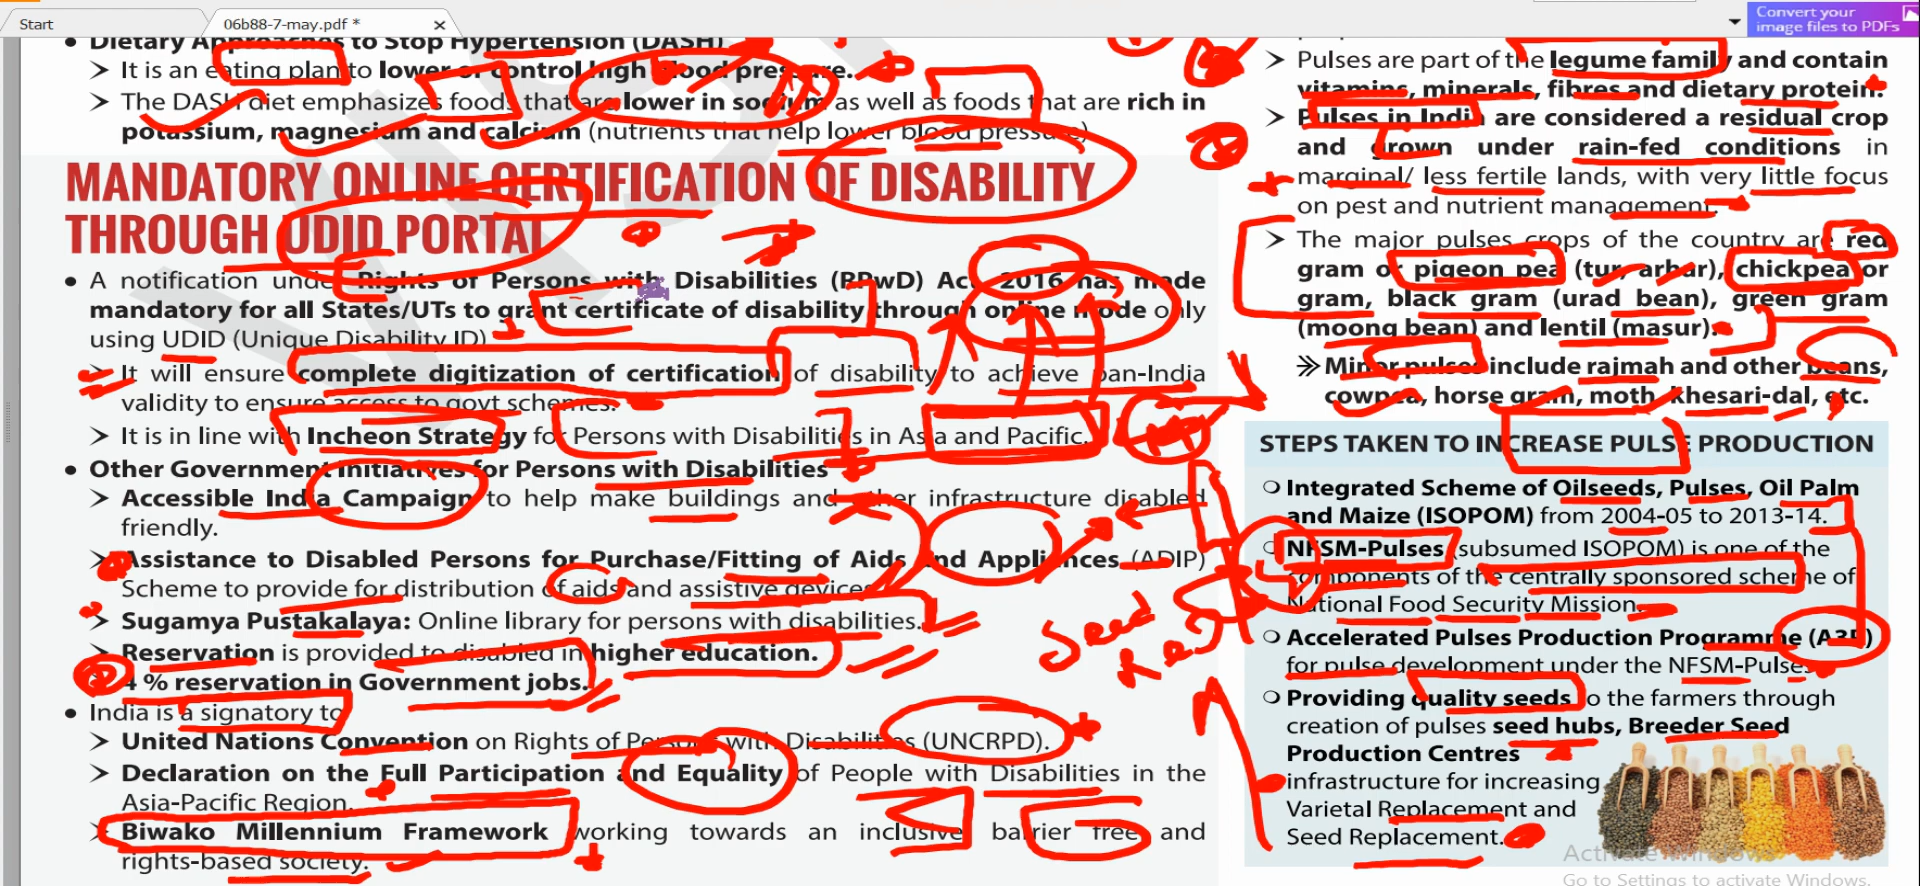 Start
06b88-7-may.pdf *
Convert your
image files to PDFs
• Dietary Approaches to Stop Hypertension (DASH)
➤ It is an eating plan to lower or control high blood pressure.
➤ The DASH diet emphasizes foods that are lower in sodium as well as foods that are rich in
potassium, magnesium and calcium (nutrients that help lower blood pressure)
MANDATORY ONLINE CERTIFICATION OF DISABILITY
THROUGH UDID PORTAL
• A notification under Rights of Persons with Disabilities (RPwD) Act 2016 has made
mandatory for all States/UTs to grant certificate of disability through online mode only
using UDID (Unique Disability ID)
➤ It will ensure complete digitization of certification of disability to achieve pan-India
validity to ensure access to govt schemes.
➤ It is in line with Incheon Strategy for Persons with Disabilities in Asia and Pacific.
• Other Government Initiatives for Persons with Disabilities
➤ Accessible India Campaign to help make buildings and other infrastructure disabled
friendly.
➤ Assistance to Disabled Persons for Purchase/Fitting of Aids and Appliances (ADIP)
Scheme to provide for distribution of aids and assistive devices
➤ Sugamya Pustakalaya: Online library for persons with disabilities.
➤ Reservation is provided to disabled in higher education.
4 % reservation in Government jobs.
• India is a signatory to
➤ United Nations Convention on Rights of Persons with Disabilities (UNCRPD).
➤ Declaration on the Full Participation and Equality of People with Disabilities in the
Asia-Pacific Region.
➤ Biwako Millennium Framework working towards an inclusive, barrier free and
rights-based society.
➤ Pulses are part of the legume family and contain
vitamins, minerals, fibres and dietary protein.
➤ Pulses in India are considered a residual crop
and grown under rain-fed conditions in
marginal/ less fertile lands, with very little focus
on pest and nutrient management.
➤ The major pulses crops of the country are red
gram or pigeon pea (tur, arhar), chickpea or
gram, black gram (urad bean), green gram
(moong bean) and lentil (masur).
Minor pulses include rajmah and other beans,
cowpea, horse gram, moth, khesari-dal, etc.
STEPS TAKEN TO INCREASE PULSE PRODUCTION
❍ Integrated Scheme of Oilseeds, Pulses, Oil Palm
and Maize (ISOPOM) from 2004-05 to 2013-14.
❍ NFSM-Pulses (subsumed ISOPOM) is one of the
components of the centrally sponsored scheme of
National Food Security Mission.
❍ Accelerated Pulses Production Programme (A3P)
for pulse development under the NFSM-Pulses
❍ Providing quality seeds to the farmers through
creation of pulses seed hubs, Breeder Seed
Production Centres
infrastructure for increasing
Varietal Replacement and
Seed Replacement.
Seed
Activate Windows
Go to Settings to activate Windows.